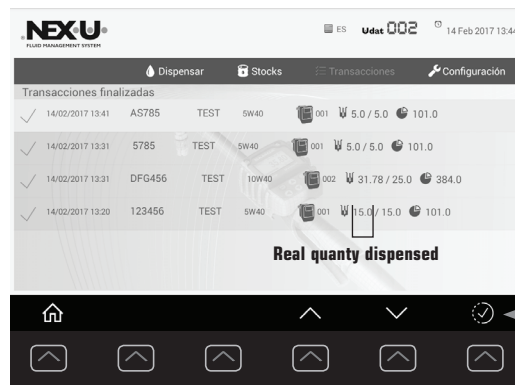 NEX·U·
FLUID MANAGEMENT SYSTEM
ES Udat 002 14 Feb 2017 13:44
Dispensar Stocks Transacciones Configuración
Transacciones finalizadas
14/02/2017 13:41 AS785 TEST 5W40 001 5.0 / 5.0 101.0
14/02/2017 13:31 5785 TEST 5W40 001 5.0 / 5.0 101.0
14/02/2017 13:31 DFG456 TEST 10W40 002 31.78 / 25.0 384.0
14/02/2017 13:20 123456 TEST 5W40 001 15.0 / 15.0 101.0
Real quanty dispensed